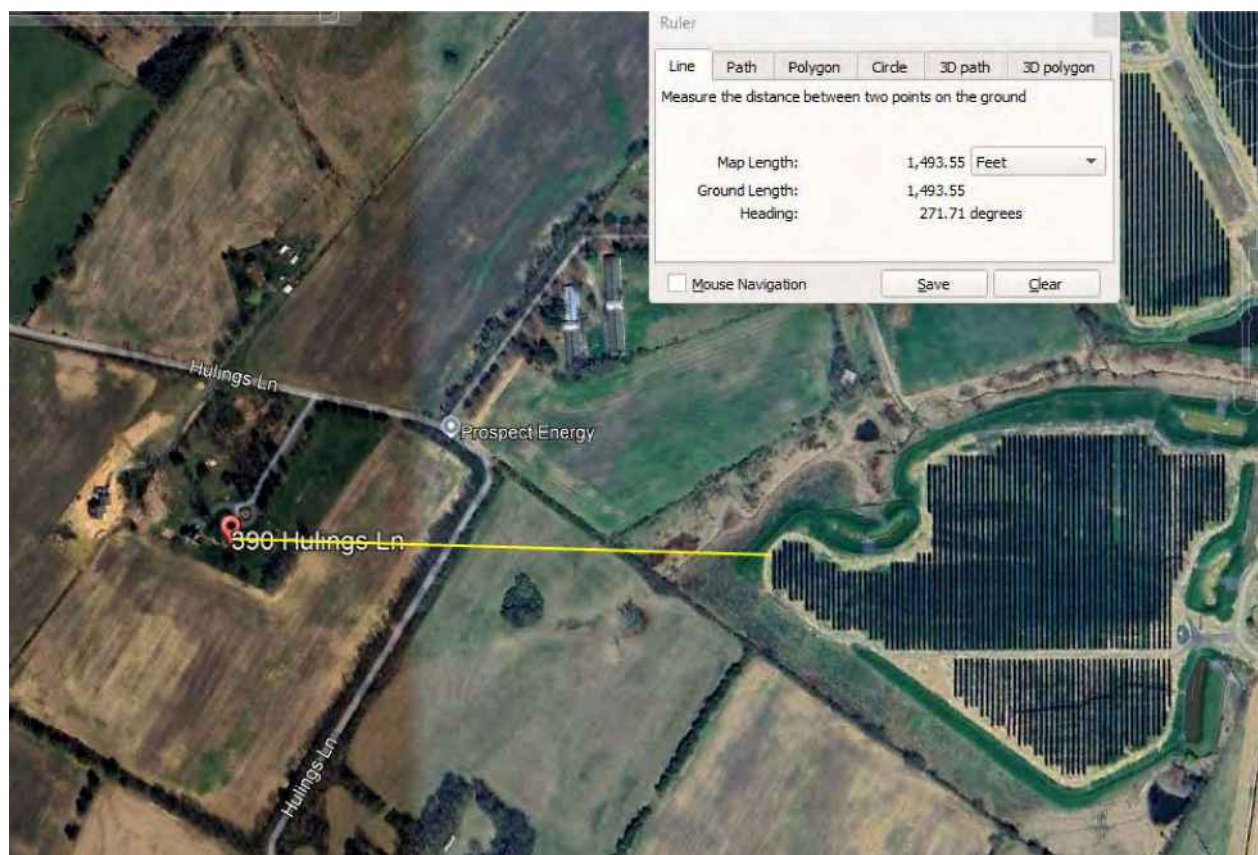 Ruler
Line Path Polygon Circle 3D path 3D polygon
Measure the distance between two points on the ground
Map Length: 1,493.55 Feet
Ground Length: 1,493.55
Heading: 271.71 degrees
Mouse Navigation Save Clear
Hulings Ln
Prospect Energy
390 Hulings Ln
Hulings Ln